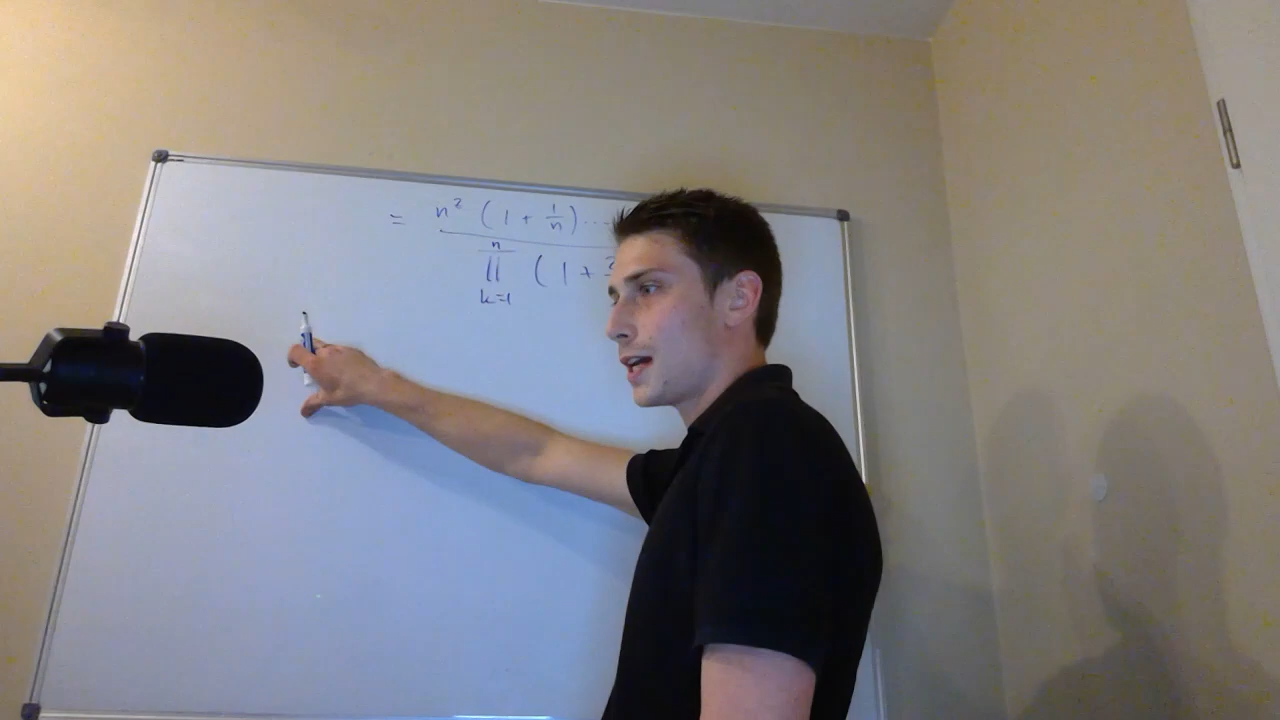 = n² (1 + 1/n) ...
n
∏ (1 +
k=1